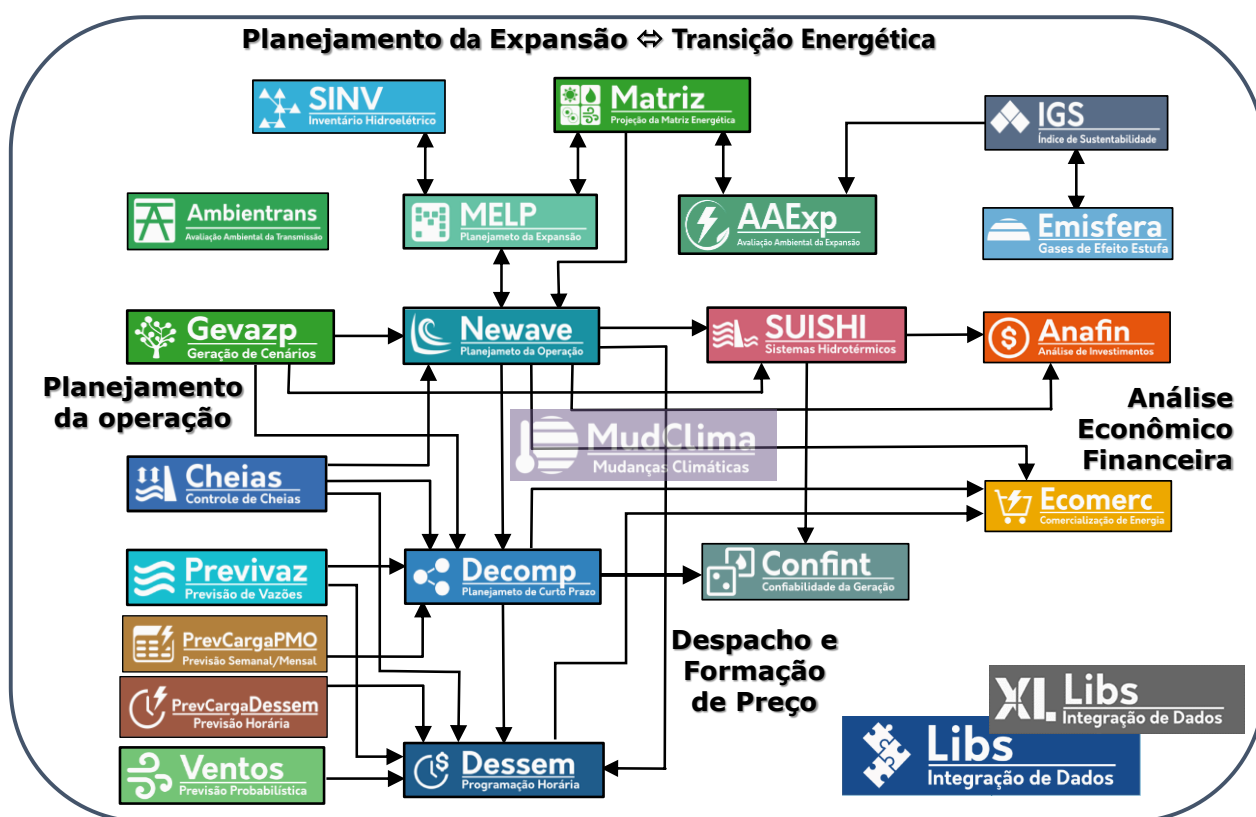 Planejamento da Expansão ⇔ Transição Energética
SINV
Inventário Hidroelétrico
Matriz
Projeção da Matriz Energética
IGS
Índice de Sustentabilidade
Ambientrans
Avaliação Ambiental da Transmissão
MELP
Planejameto da Expansão
AAExp
Avaliação Ambiental da Expansão
Emisfera
Gases de Efeito Estufa
Gevazp
Geração de Cenários
Newave
Planejameto da Operação
SUISHI
Sistemas Hidrotérmicos
Anafin
Análise de Investimentos
Planejamento
da operação
MudClima
Mudanças Climáticas
Análise
Econômico
Financeira
Cheias
Controle de Cheias
Ecomerc
Comercialização de Energia
Previvaz
Previsão de Vazões
Decomp
Planejameto de Curto Prazo
Confint
Confiabilidade da Geração
PrevCargaPMO
Previsão Semanal/Mensal
Despacho e
Formação
de Preço
PrevCargaDessem
Previsão Horária
XL Libs
Integração de Dados
Ventos
Previsão Probabilística
Dessem
Programação Horária
Libs
Integração de Dados